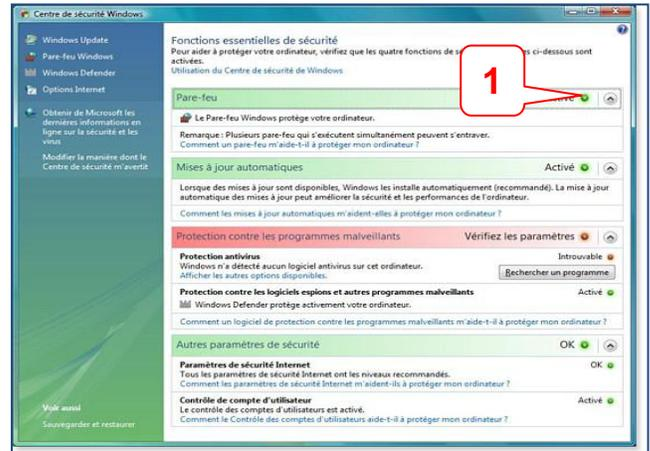 Centre de sécurité Windows
Windows Update
Pare-feu Windows
Windows Defender
Options Internet
Obtenir de Microsoft les
dernières informations en
ligne sur la sécurité et les
virus
Modifier la manière dont le
Centre de sécurité m'avertit
Voir aussi
Sauvegarder et restaurer
Fonctions essentielles de sécurité
Pour aider à protéger votre ordinateur, vérifiez que les quatre fonctions de ci-dessous sont
activées.
Utilisation du Centre de sécurité de Windows
1
Pare-feu
Le Pare-feu Windows protège votre ordinateur.
Remarque : Plusieurs pare-feu qui s'exécutent simultanément peuvent s'entraver.
Comment un pare-feu m'aide-t-il à protéger mon ordinateur ?
Mises à jour automatiques Activé
Lorsque des mises à jour sont disponibles, Windows les installe automatiquement (recommandé). La mise à jour
automatique des mises à jour peut améliorer la sécurité et les performances de l'ordinateur.
Comment les mises à jour automatiques m'aident-elles à protéger mon ordinateur ?
Protection contre les programmes malveillants Vérifiez les paramètres
Protection antivirus Introuvable
Windows n'a détecté aucun logiciel antivirus sur cet ordinateur.
Afficher les autres options disponibles. Rechercher un programme
Protection contre les logiciels espions et autres programmes malveillants Activé
Windows Defender protège activement votre ordinateur.
Comment un logiciel de protection contre les programmes malveillants m'aide-t-il à protéger mon ordinateur ?
Autres paramètres de sécurité OK
Paramètres de sécurité Internet OK
Tous les paramètres de sécurité Internet ont les niveaux recommandés.
Comment les paramètres de sécurité Internet m'aident-ils à protéger mon ordinateur ?
Contrôle de compte d'utilisateur Activé
Le contrôle des comptes d'utilisateurs est activé.
Comment le Contrôle des comptes d'utilisateurs aide-t-il à protéger mon ordinateur ?